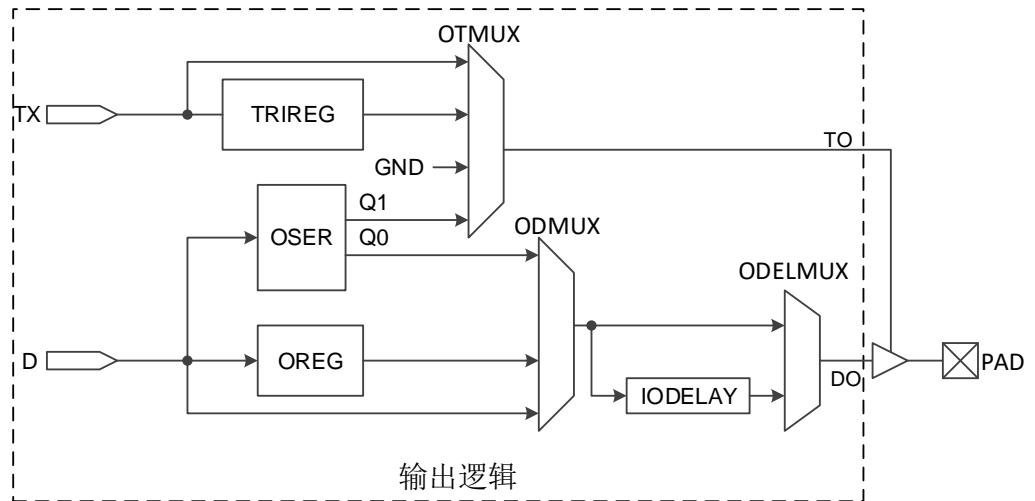 OTMUX
TX
TRIREG
TO
GND
Q1
OSER
Q0
ODMUX
ODELMUX
D
OREG
PAD
DO
IODELAY
输出逻辑